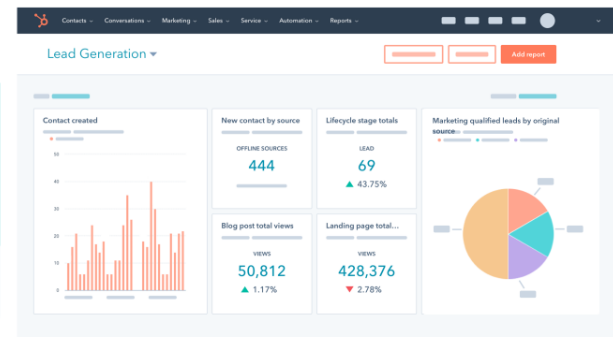 Contacts Conversations Marketing Sales Service Automation Reports
Lead Generation
Add report
Contact created
50
40
30
20
10
0
New contact by source
OFFLINE SOURCES
444
Lifecycle stage totals
LEAD
69
43.75%
Marketing qualified leads by original
source
Blog post total views
VIEWS
50,812
1.17%
Landing page total...
VIEWS
428,376
2.78%